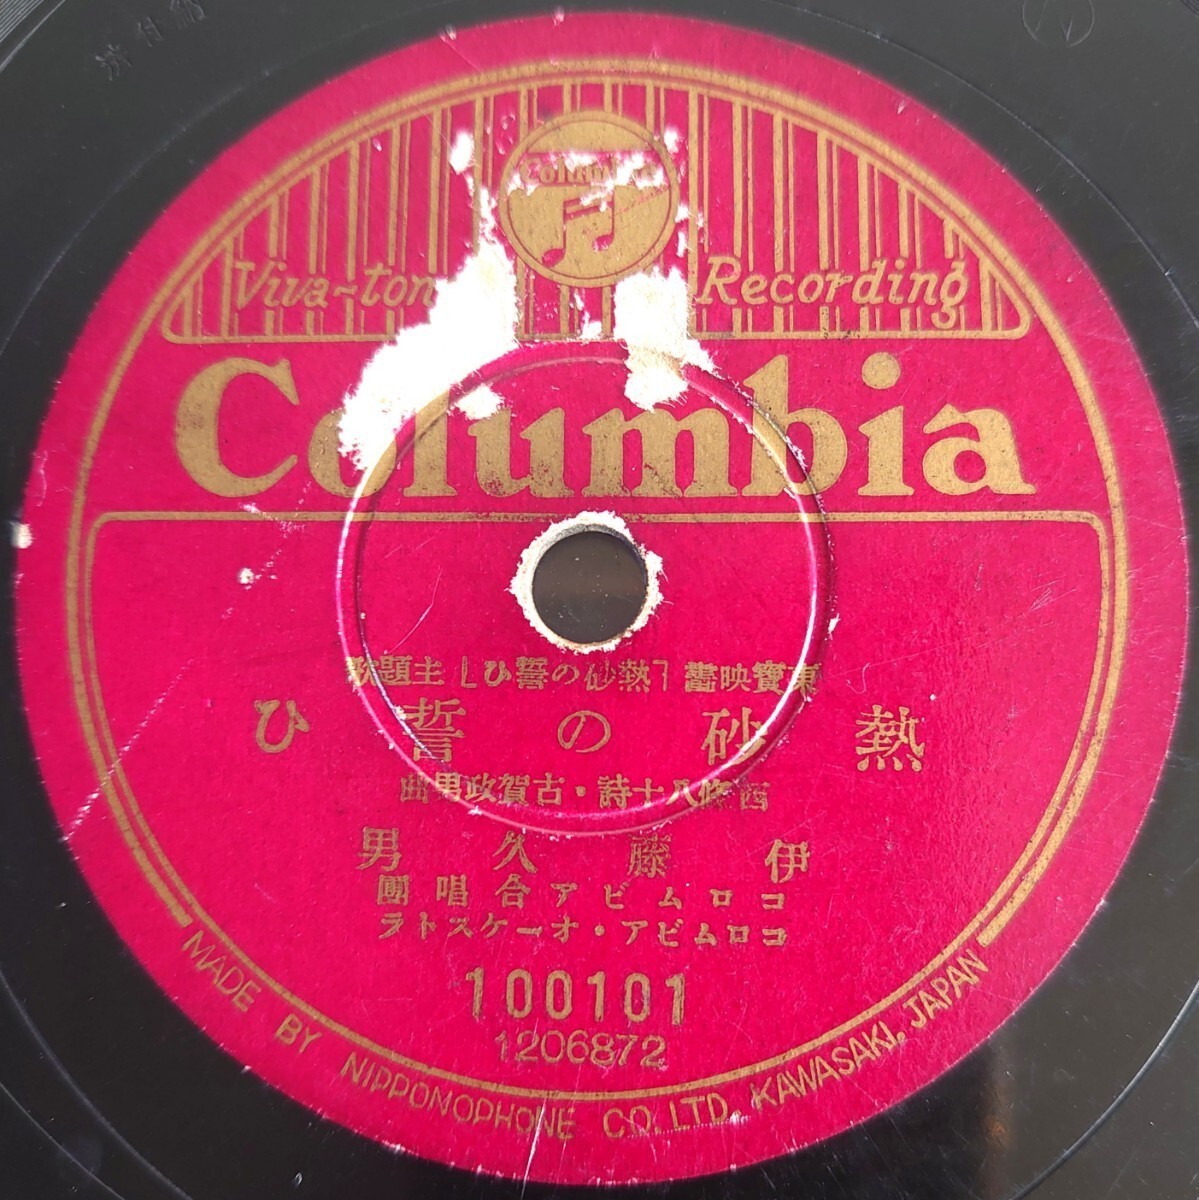 Columbia
Viva-ton Recording
Columbia
東寶映畫「熱砂の誓ひ」主題歌
熱砂の誓ひ
西條八十詩・古賀政男曲
伊藤久男
コロムビア合唱團
コロムビア・オーケストラ
100101
1206872
MADE BY NIPPONOPHONE CO. LTD. KAWASAKI, JAPAN